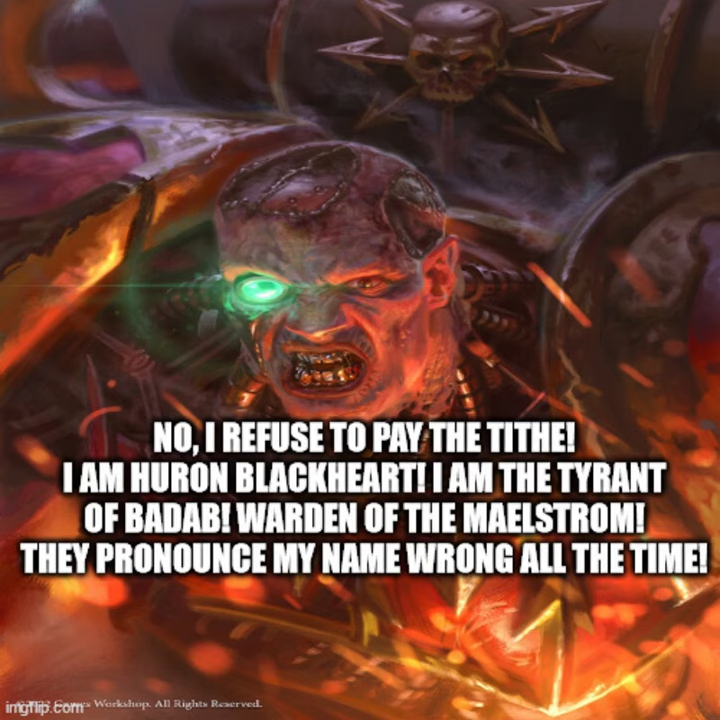 NO, I REFUSE TO PAY THE TITHE!
I AM HURON BLACKHEART! I AM THE TYRANT
OF BADAB! WARDEN OF THE MAELSTROM!
THEY PRONOUNCE MY NAME WRONG ALL THE TIME!
imgflip.com Workshop. All Rights Reserved.